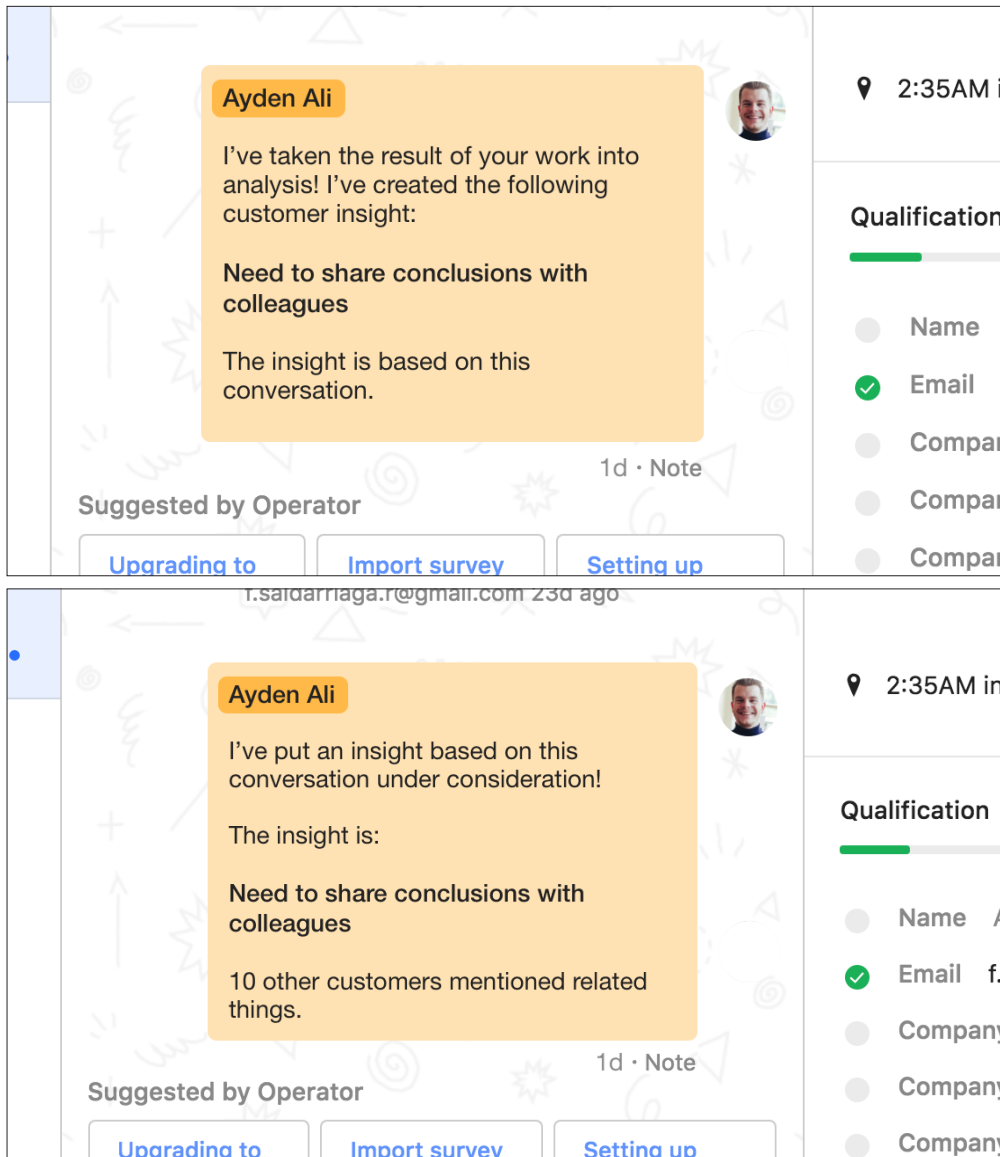 2:35AM i
Ayden Ali
I've taken the result of your work into
analysis! I've created the following
customer insight:
Need to share conclusions with
colleagues
The insight is based on this
conversation.
1d · Note
Suggested by Operator
Upgrading to
Import survey
Setting up
Qualification
Name
Email
Compan
Compan
Compan
f.saldarriaga.r@gmail.com 23d ago
Ayden Ali
I've put an insight based on this
conversation under consideration!
The insight is:
Need to share conclusions with
colleagues
10 other customers mentioned related
things.
1d · Note
Suggested by Operator
Upgrading to
Import survey
Setting up
2:35AM in
Qualification
Name A
Email f.
Company
Company
Company